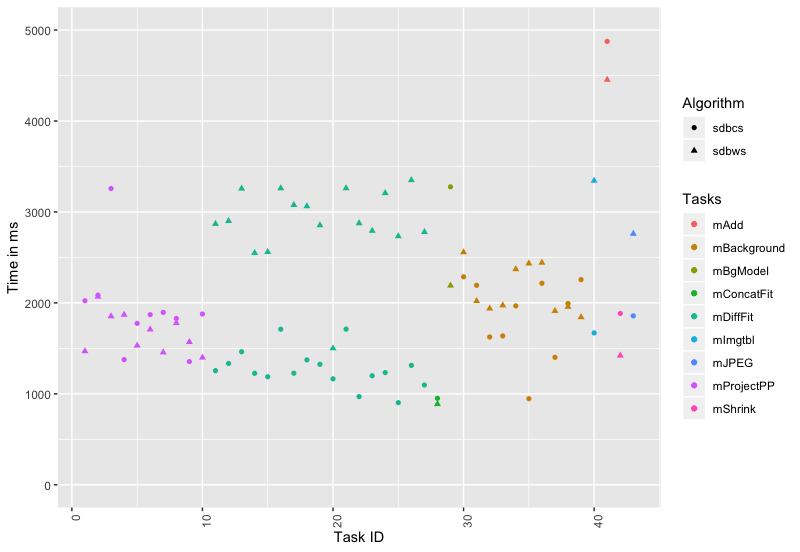 5000
4000
3000
2000
1000
0
Time in ms
0
10
20
30
40
Task ID
Algorithm
sdbcs
sdbws
Tasks
mAdd
mBackground
mBgModel
mConcatFit
mDiffFit
mImgtbl
mJPEG
mProjectPP
mShrink